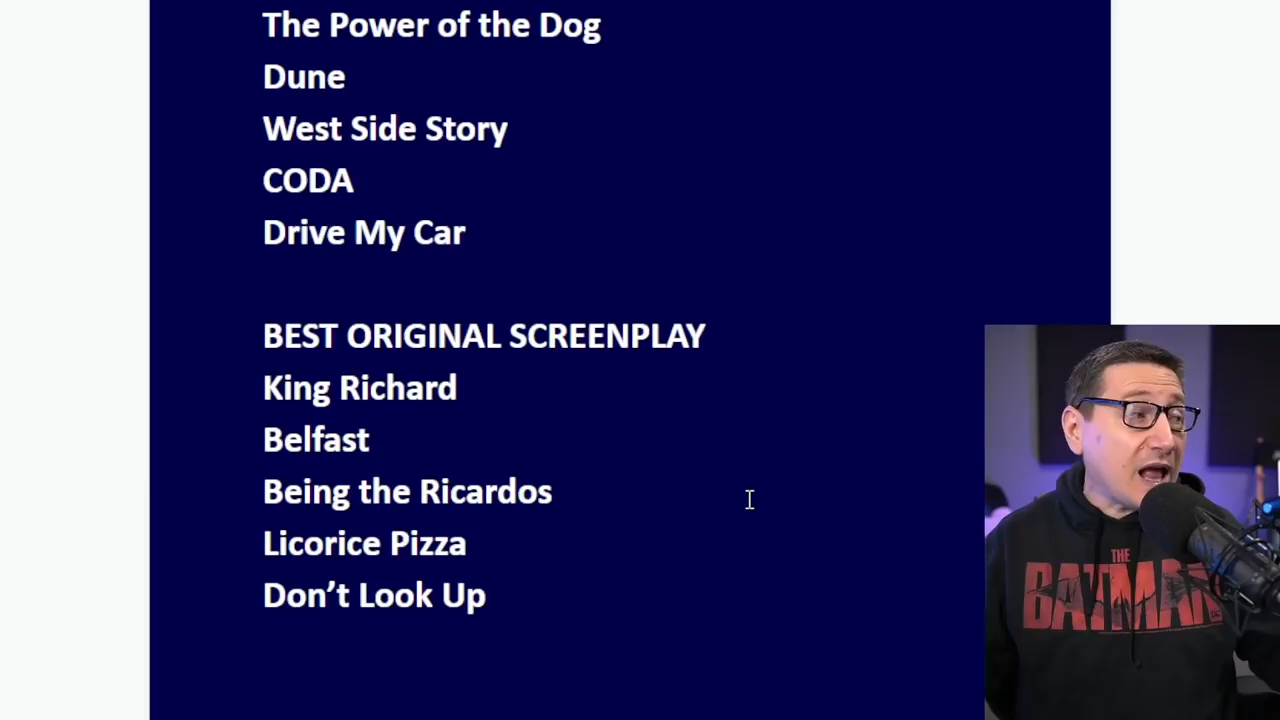 The Power of the Dog
Dune
West Side Story
CODA
Drive My Car
BEST ORIGINAL SCREENPLAY
King Richard
Belfast
Being the Ricardos
Licorice Pizza
Don’t Look Up
THE
BATMAN